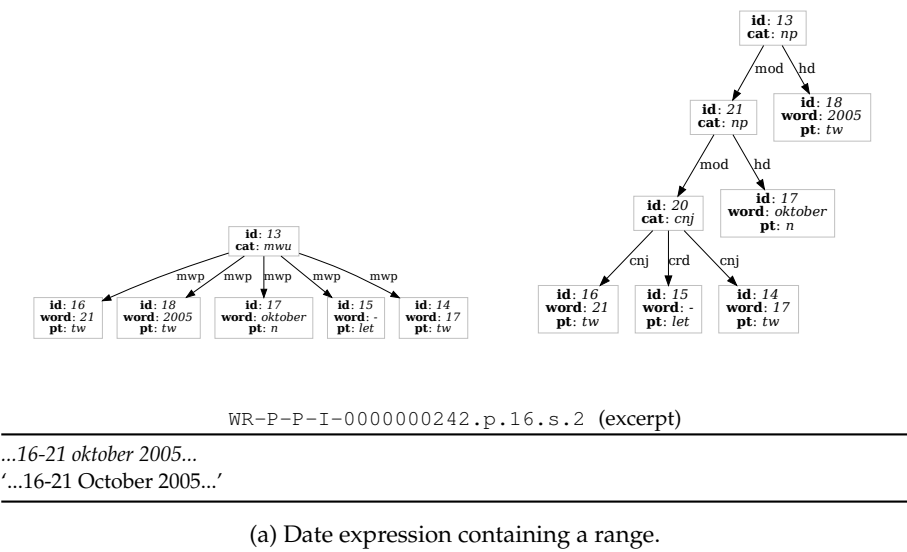 id: 13
cat: np
mod
hd
id: 21
cat: np
id: 18
word: 2005
pt: tw
mod
hd
id: 20
cat: cnj
id: 17
word: oktober
pt: n
cnj
crd
cnj
id: 16
word: 21
pt: tw
id: 15
word: -
pt: let
id: 14
word: 17
pt: tw
id: 13
cat: mwu
mwp
mwp
mwp
mwp
mwp
id: 16
word: 21
pt: tw
id: 18
word: 2005
pt: tw
id: 17
word: oktober
pt: n
id: 15
word: -
pt: let
id: 14
word: 17
pt: tw
WR-P-P-I-0000000242.p.16.s.2 (excerpt)
...16-21 oktober 2005...
‘...16-21 October 2005...’
(a) Date expression containing a range.